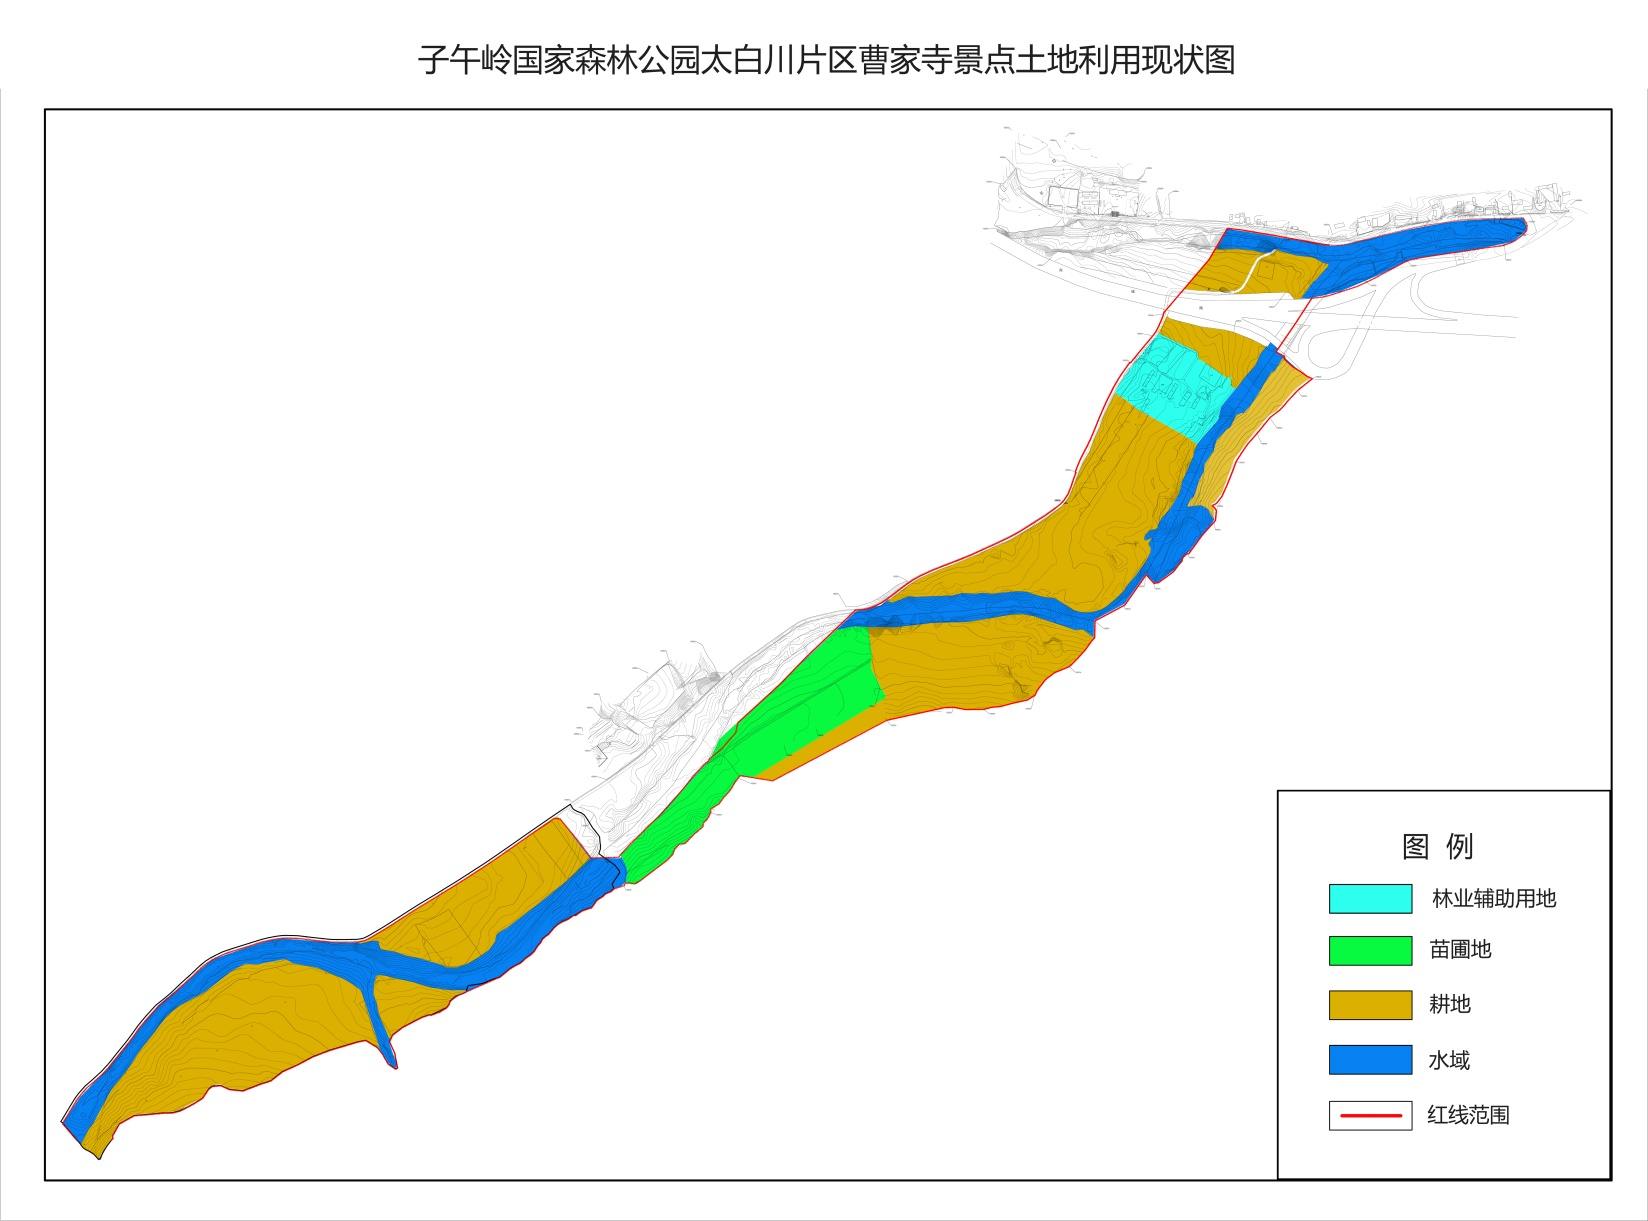 子午岭国家森林公园太白川片区曹家寺景点土地利用现状图
图 例
林业辅助用地
苗圃地
耕地
水域
红线范围